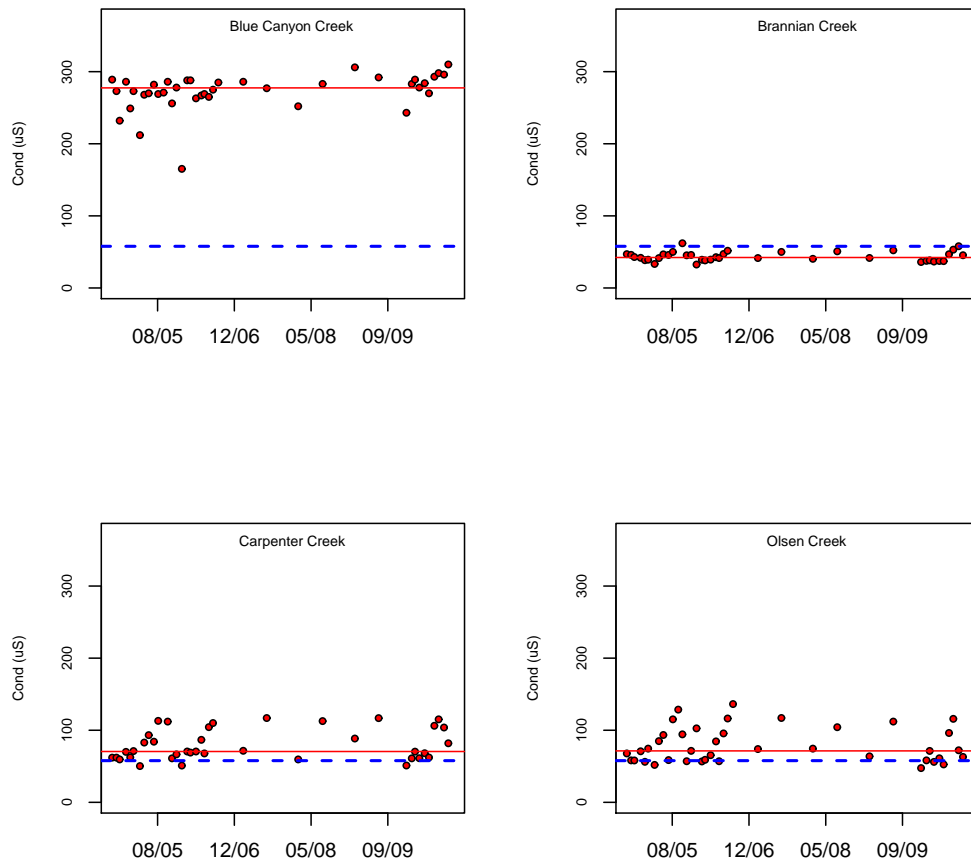 Blue Canyon Creek
Cond (uS)
0
100
200
300
08/05 12/06 05/08 09/09
Brannian Creek
Cond (uS)
0
100
200
300
08/05 12/06 05/08 09/09
Carpenter Creek
Cond (uS)
0
100
200
300
08/05 12/06 05/08 09/09
Olsen Creek
Cond (uS)
0
100
200
300
08/05 12/06 05/08 09/09